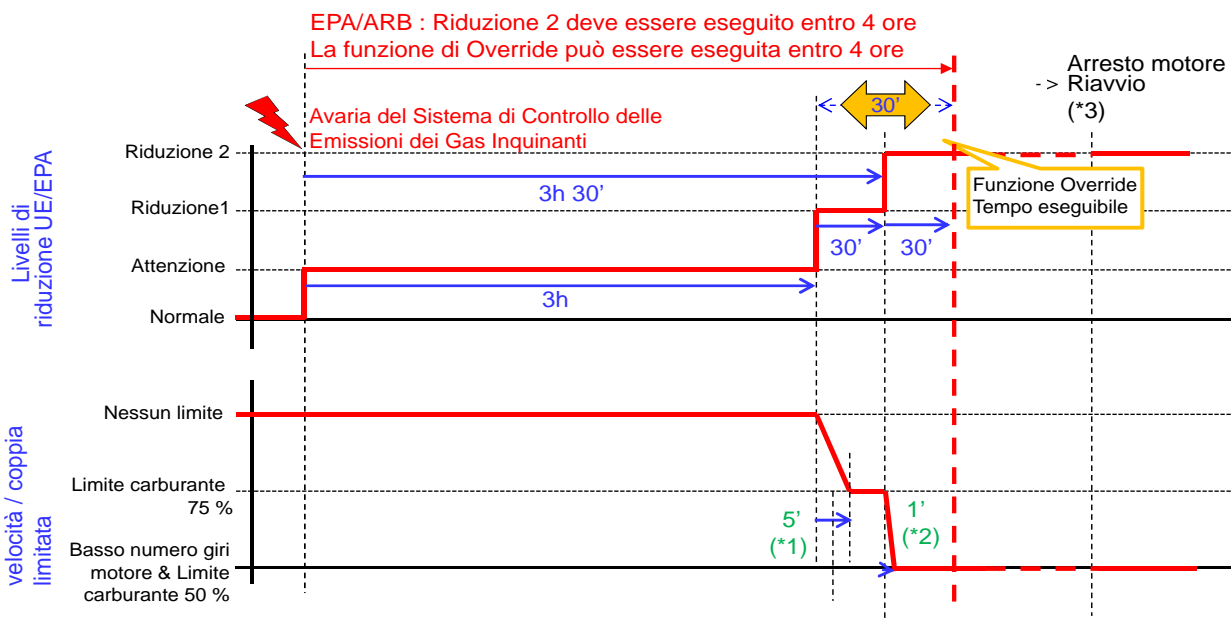 EPA/ARB : Riduzione 2 deve essere eseguito entro 4 ore
La funzione di Override può essere eseguita entro 4 ore
Arresto motore
-> Riavvio
(*3)
30’
Avaria del Sistema di Controllo delle
Emissioni dei Gas Inquinanti
Livelli di
riduzione UE/EPA
Riduzione 2
3h 30’
Funzione Override
Tempo eseguibile
Riduzione1
30’
30’
Attenzione
3h
Normale
velocità / coppia
limitata
Nessun limite
Limite carburante
75 %
5’
(*1)
1’
(*2)
Basso numero giri
motore & Limite
carburante 50 %